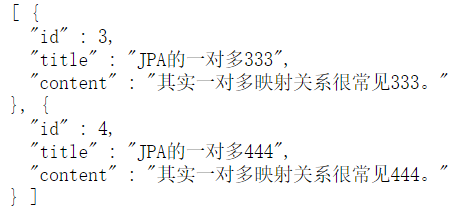 [ {
  "id" : 3,
  "title" : "JPA的一对多333",
  "content" : "其实一对多映射关系很常见333。"
}, {
  "id" : 4,
  "title" : "JPA的一对多444",
  "content" : "其实一对多映射关系很常见444。"
} ]